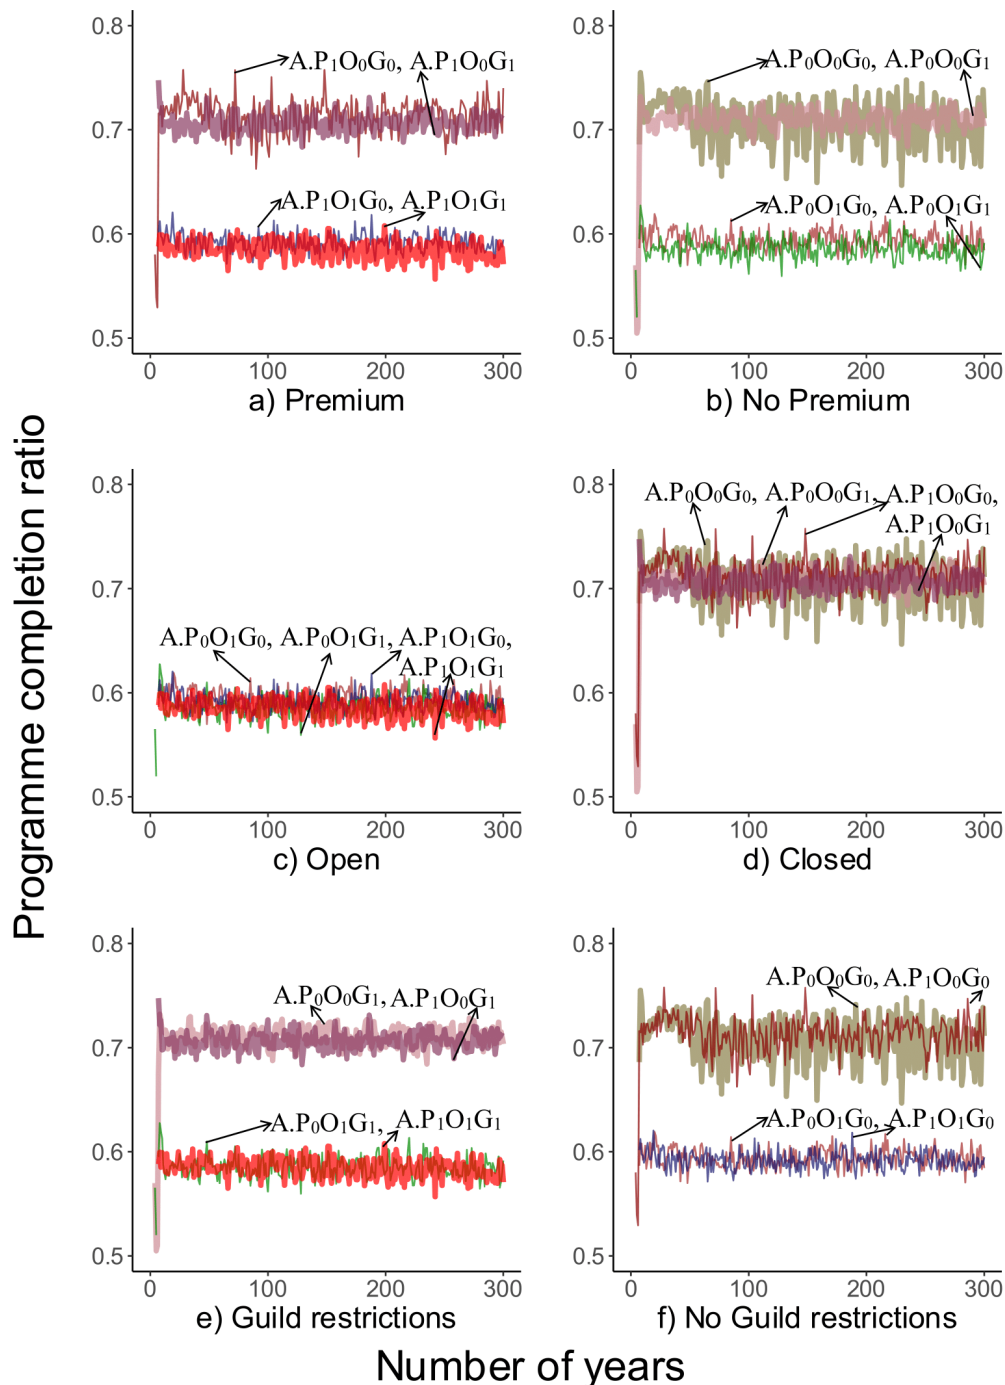 Programme completion ratio
0.8
0.7
0.6
0.5
A.P₁O₀G₀, A.P₁O₀G₁
A.P₁O₁G₀, A.P₁O₁G₁
0 100 200 300
a) Premium
0.8
0.7
0.6
0.5
A.P₀O₀G₀, A.P₀O₀G₁
A.P₀O₁G₀, A.P₀O₁G₁
0 100 200 300
b) No Premium
0.8
0.7
0.6
0.5
A.P₀O₁G₀, A.P₀O₁G₁, A.P₁O₁G₀,
A.P₁O₁G₁
0 100 200 300
c) Open
0.8
0.7
0.6
0.5
A.P₀O₀G₀, A.P₀O₀G₁, A.P₁O₀G₀,
A.P₁O₀G₁
0 100 200 300
d) Closed
0.8
0.7
0.6
0.5
A.P₀O₀G₁, A.P₁O₀G₁
A.P₀O₁G₁, A.P₁O₁G₁
0 100 200 300
e) Guild restrictions
0.8
0.7
0.6
0.5
A.P₀O₀G₀, A.P₁O₀G₀
A.P₀O₁G₀, A.P₁O₁G₀
0 100 200 300
f) No Guild restrictions
Number of years